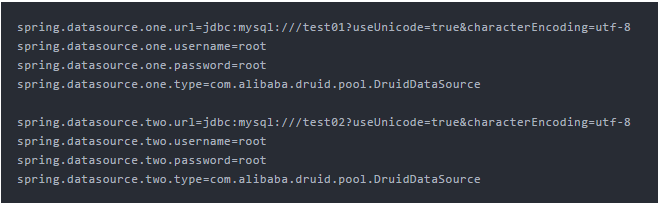 spring.datasource.one.url=jdbc:mysql:///test01?useUnicode=true&characterEncoding=utf-8
spring.datasource.one.username=root
spring.datasource.one.password=root
spring.datasource.one.type=com.alibaba.druid.pool.DruidDataSource
spring.datasource.two.url=jdbc:mysql:///test02?useUnicode=true&characterEncoding=utf-8
spring.datasource.two.username=root
spring.datasource.two.password=root
spring.datasource.two.type=com.alibaba.druid.pool.DruidDataSource